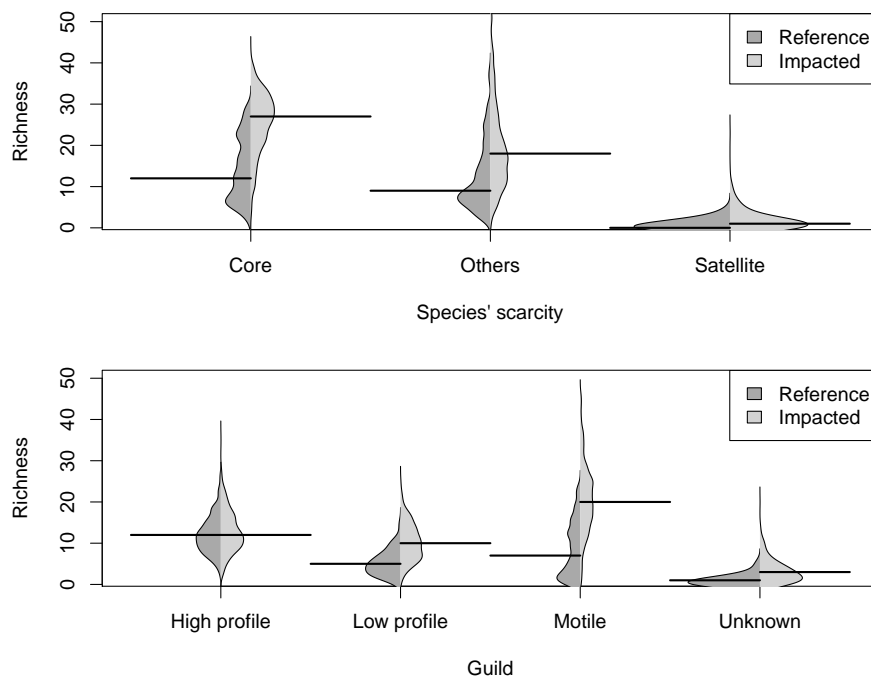 50
40
30
20
10
0
Richness
Reference
Impacted
Core Others Satellite
Species' scarcity
50
40
30
20
10
0
Richness
Reference
Impacted
High profile Low profile Motile Unknown
Guild